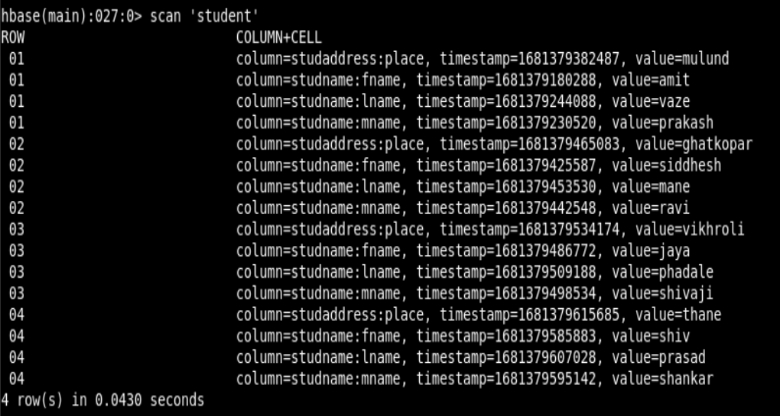 hbase(main):027:0> scan 'student'
ROW COLUMN+CELL
01 column=studaddress:place, timestamp=1681379382487, value=mulund
01 column=studname:fname, timestamp=1681379180288, value=amit
01 column=studname:lname, timestamp=1681379244088, value=vaze
01 column=studname:mname, timestamp=1681379230520, value=prakash
02 column=studaddress:place, timestamp=1681379465083, value=ghatkopar
02 column=studname:fname, timestamp=1681379425587, value=siddhesh
02 column=studname:lname, timestamp=1681379453530, value=mane
02 column=studname:mname, timestamp=1681379442548, value=ravi
03 column=studaddress:place, timestamp=1681379534174, value=vikhroli
03 column=studname:fname, timestamp=1681379486772, value=jaya
03 column=studname:lname, timestamp=1681379509188, value=phadale
03 column=studname:mname, timestamp=1681379498534, value=shivaji
04 column=studaddress:place, timestamp=1681379615685, value=thane
04 column=studname:fname, timestamp=1681379585883, value=shiv
04 column=studname:lname, timestamp=1681379607028, value=prasad
04 column=studname:mname, timestamp=1681379595142, value=shankar
4 row(s) in 0.0430 seconds